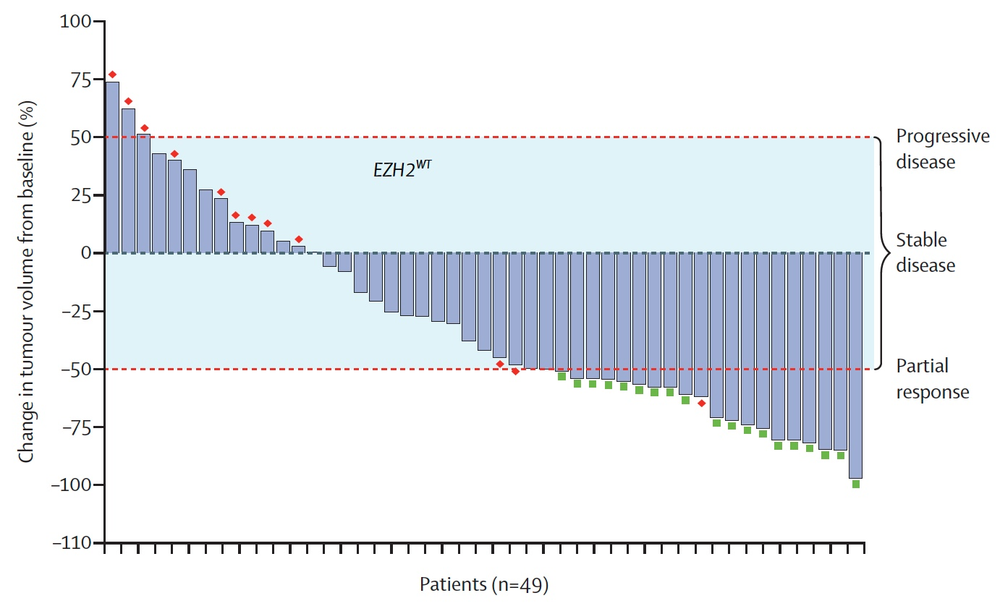 Change in tumour volume from baseline (%)
100
75
50
25
0
−25
−50
−75
−100
−110
EZH2WT
Progressive
disease
Stable
disease
Partial
response
Patients (n=49)